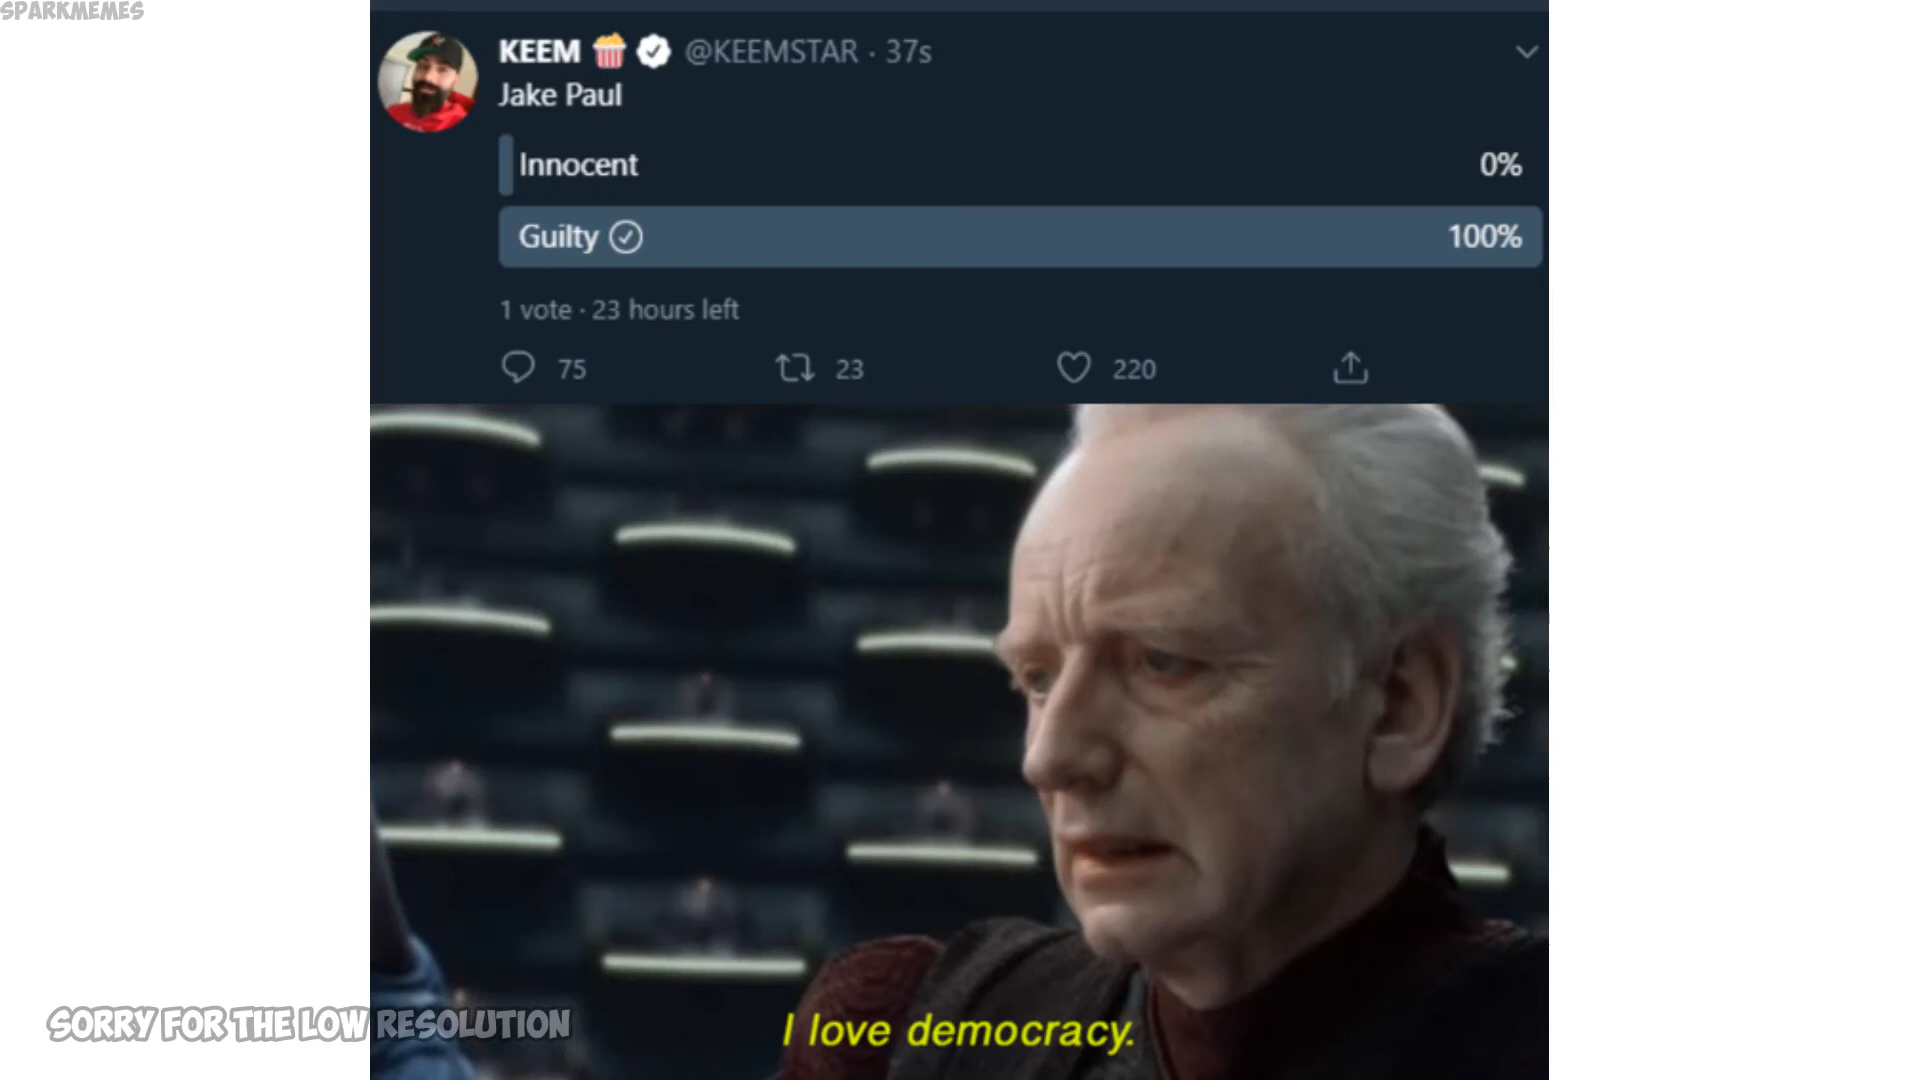 SPARKMEMES
KEEM 🍿 @KEEMSTAR · 37s
Jake Paul
Innocent 0%
Guilty 100%
1 vote · 23 hours left
75 23 220
SORRY FOR THE LOW RESOLUTION
I love democracy.